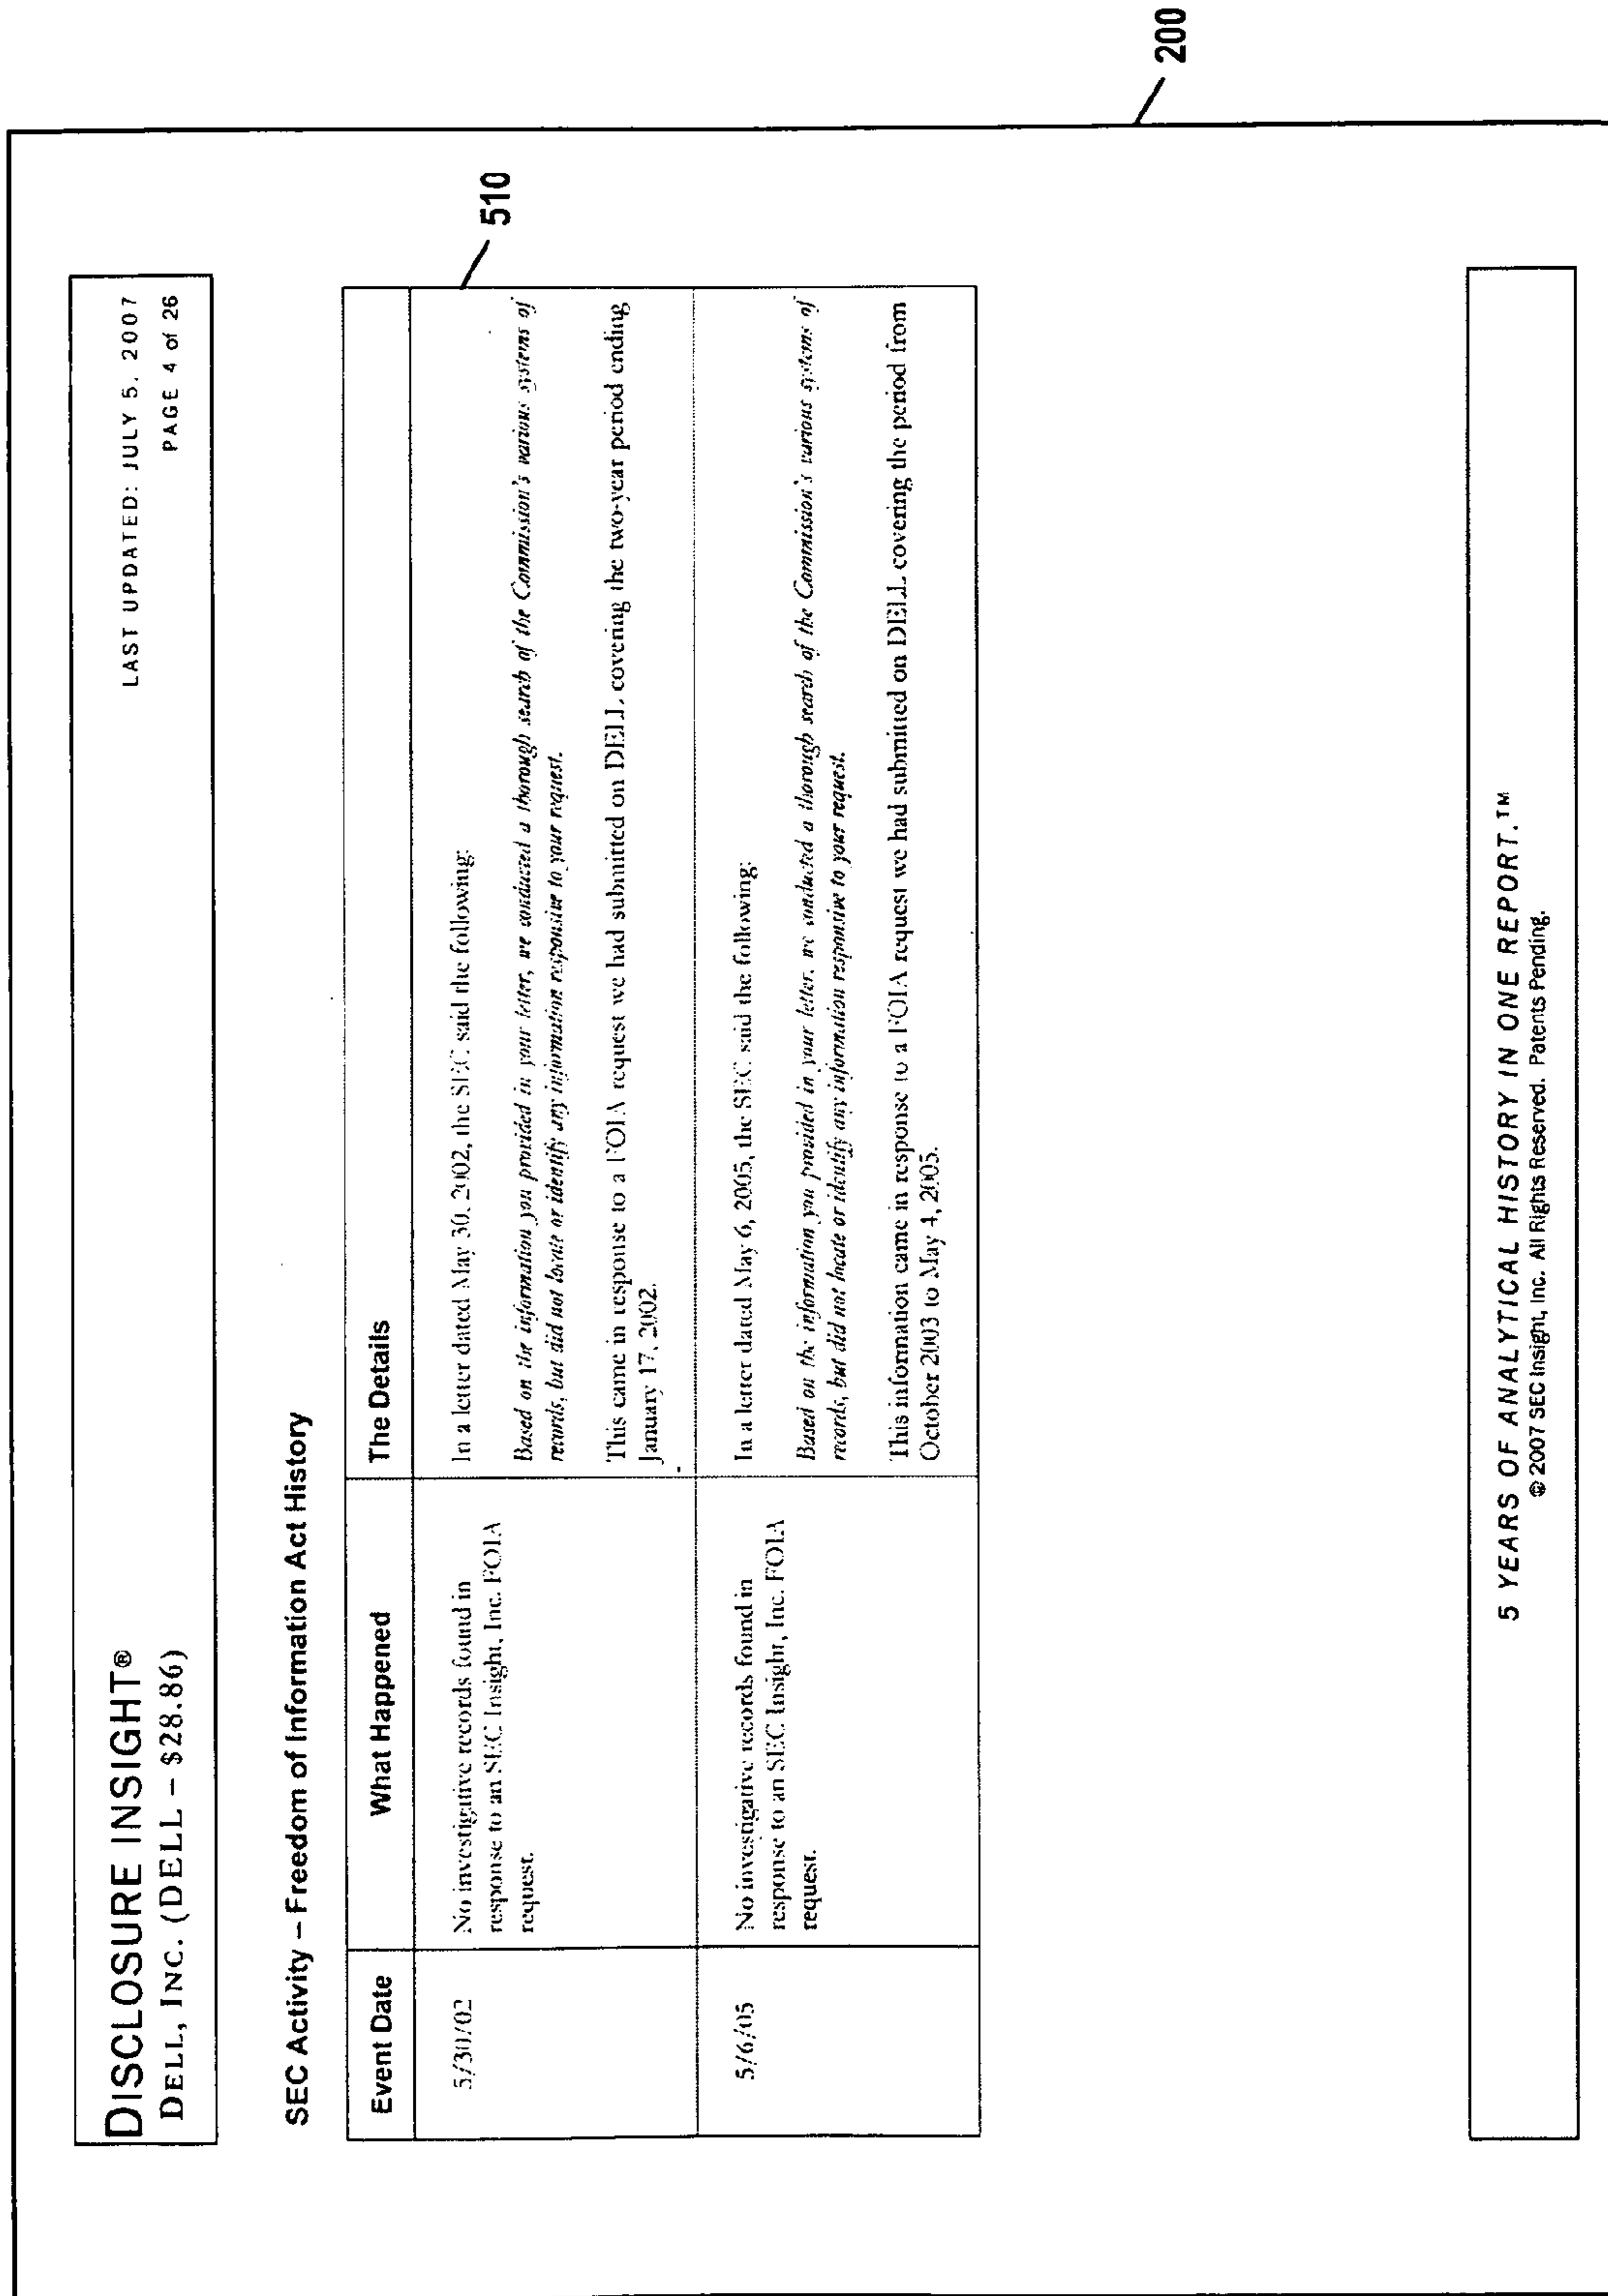 200
DISCLOSURE INSIGHT®
LAST UPDATED: JULY 5, 2007
DELL, INC. (DELL – $28.86)
PAGE 4 of 26
SEC Activity – Freedom of Information Act History
510
Event Date What Happened The Details
5/30/02
No investigative records found in
response to an SEC Insight, Inc. FOIA
request.
In a letter dated May 30, 2002, the SEC said the following:
Based on the information you provided in your letter, we conducted a thorough search of the Commission's various systems of
records, but did not locate or identify any information responsive to your request.
This came in response to a FOIA request we had submitted on DELL covering the two-year period ending
January 17, 2002.
5/6/05
No investigative records found in
response to an SEC Insight, Inc. FOIA
request.
In a letter dated May 6, 2005, the SEC said the following:
Based on the information you provided in your letter, we conducted a thorough search of the Commission's various systems of
records, but did not locate or identify any information responsive to your request.
This information came in response to a FOIA request we had submitted on DELL covering the period from
October 2003 to May 4, 2005.
5 YEARS OF ANALYTICAL HISTORY IN ONE REPORT.™
© 2007 SEC Insight, Inc. All Rights Reserved. Patents Pending.